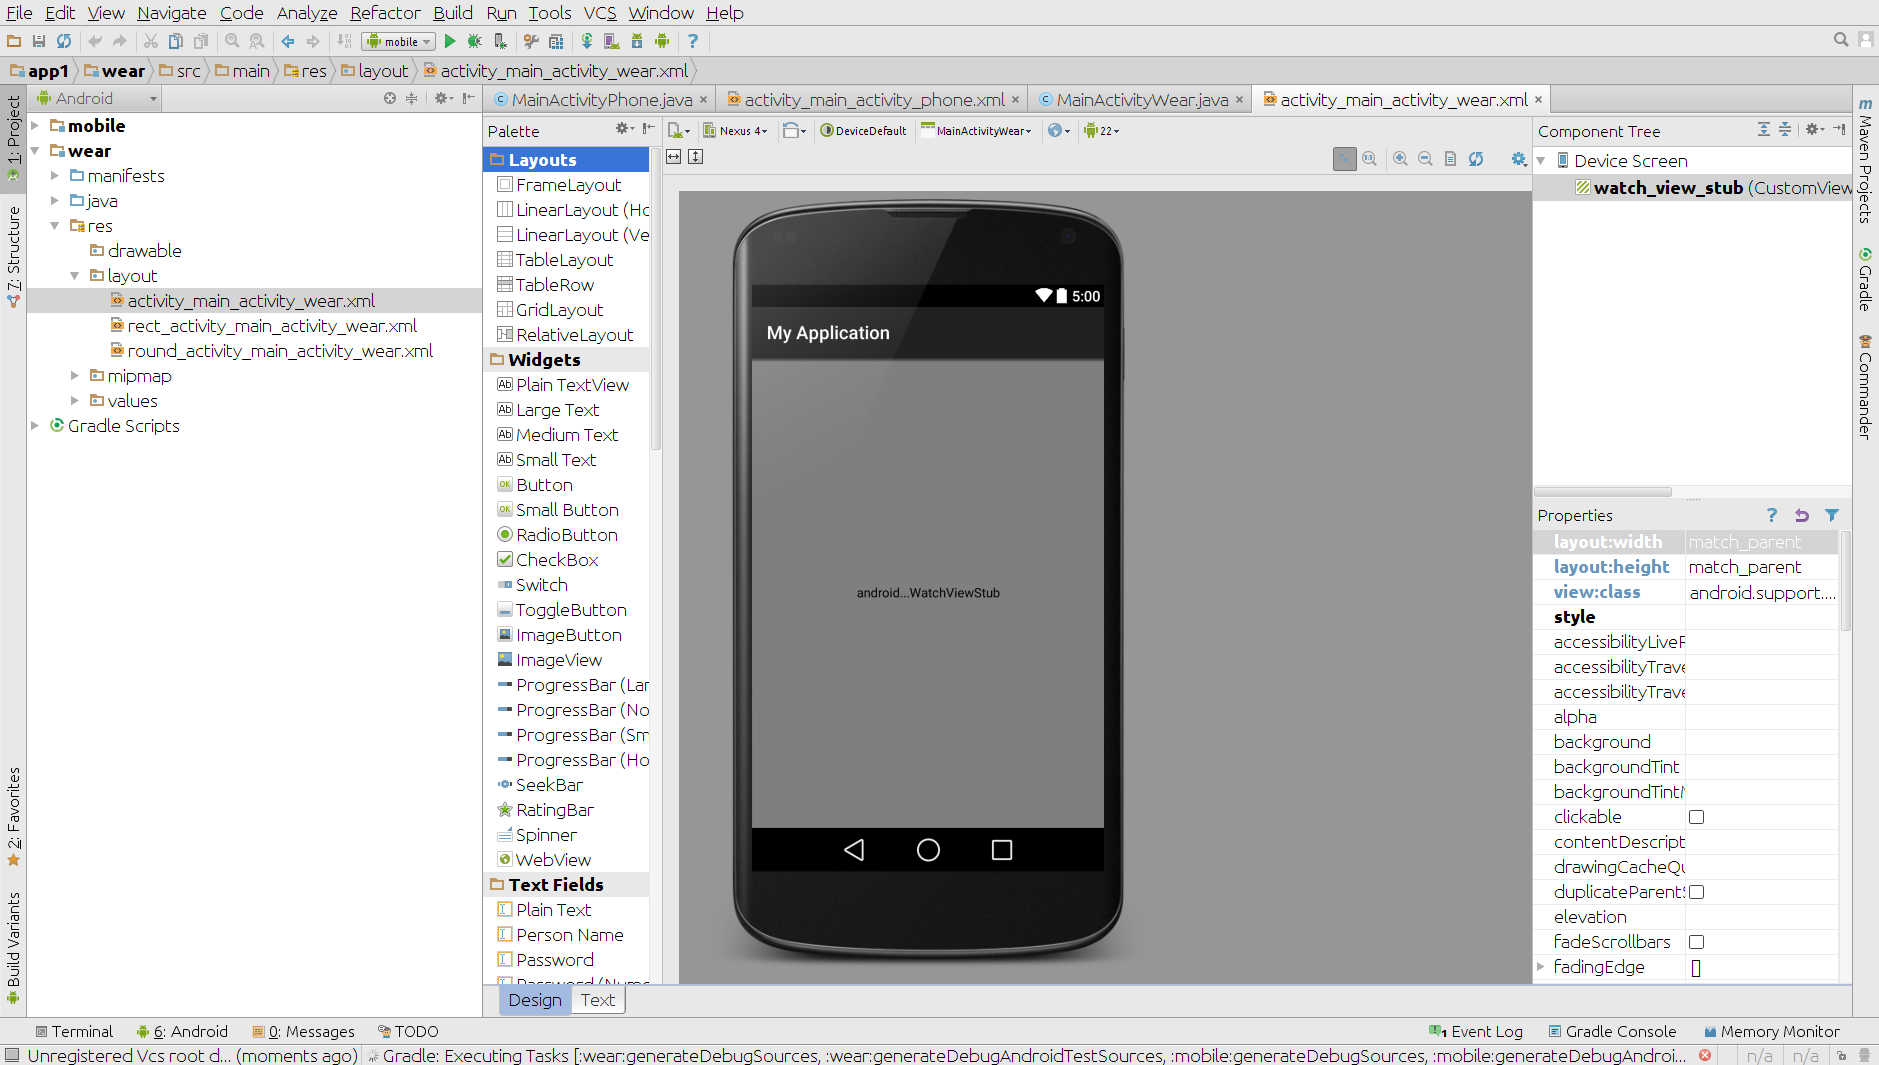 File Edit View Navigate Code Analyze Refactor Build Run Tools VCS Window Help
mobile
app1 wear src main res layout activity_main_activity_wear.xml
Android
MainActivityPhone.java activity_main_activity_phone.xml MainActivityWear.java activity_main_activity_wear.xml
1: Project
7: Structure
2: Favorites
Build Variants
mobile
wear
manifests
java
res
drawable
layout
activity_main_activity_wear.xml
rect_activity_main_activity_wear.xml
round_activity_main_activity_wear.xml
mipmap
values
Gradle Scripts
Palette
Layouts
FrameLayout
LinearLayout (Ho
LinearLayout (Ve
TableLayout
TableRow
GridLayout
RelativeLayout
Widgets
Plain TextView
Large Text
Medium Text
Small Text
Button
Small Button
RadioButton
CheckBox
Switch
ToggleButton
ImageButton
ImageView
ProgressBar (Lar
ProgressBar (No
ProgressBar (Sm
ProgressBar (Ho
SeekBar
RatingBar
Spinner
WebView
Text Fields
Plain Text
Person Name
Password
Password (Nume
Design Text
Nexus 4 DeviceDefault MainActivityWear 22
5:00
My Application
android...WatchViewStub
Component Tree
Device Screen
watch_view_stub (CustomView
Properties
layout:width match_parent
layout:height match_parent
view:class android.support....
style
accessibilityLiveR
accessibilityTrave
accessibilityTrave
alpha
background
backgroundTint
backgroundTintM
clickable
contentDescript
drawingCacheQu
duplicateParentS
elevation
fadeScrollbars
fadingEdge []
Maven Projects
Gradle
Commander
Terminal 6: Android 0: Messages TODO
1 Event Log Gradle Console Memory Monitor
Unregistered Vcs root d... (moments ago) Gradle: Executing Tasks [:wear:generateDebugSources, :wear:generateDebugAndroidTestSources, :mobile:generateDebugSources, :mobile:generateDebugAndroi... n/a n/a